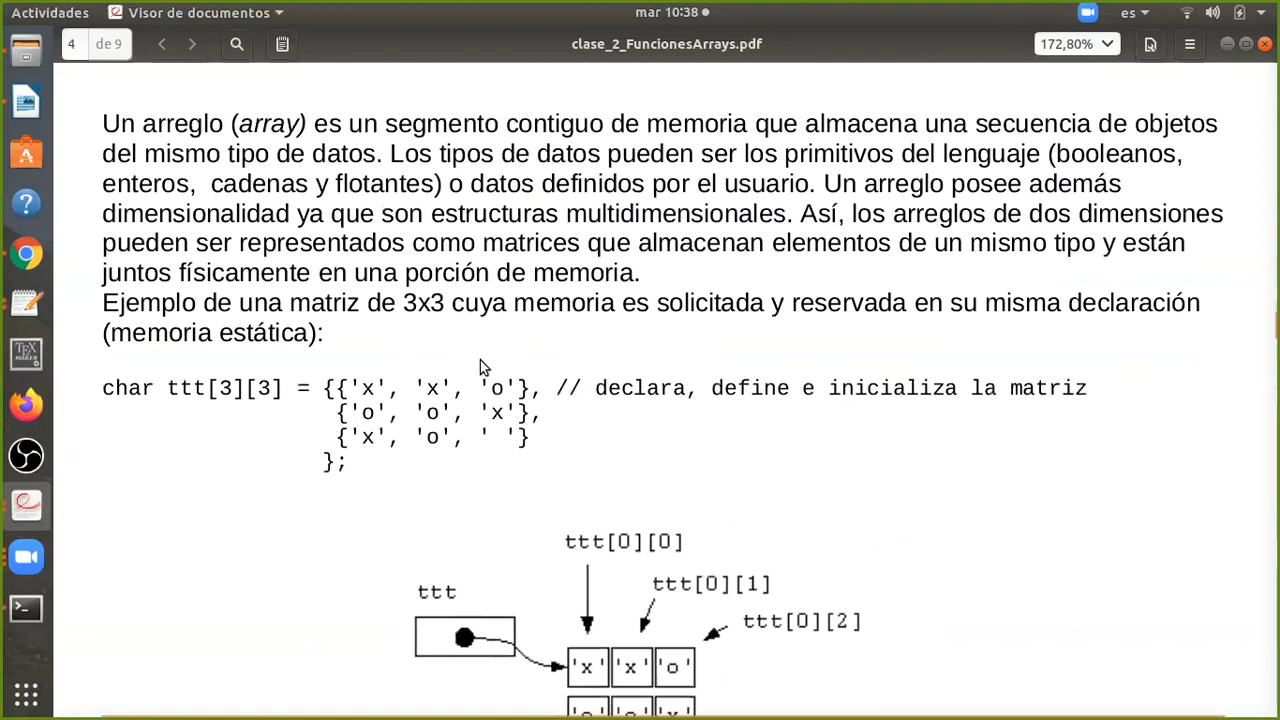 Actividades
Visor de documentos
mar 10:38
es
4
de 9
clase_2_FuncionesArrays.pdf
172,80%
Un arreglo (array) es un segmento contiguo de memoria que almacena una secuencia de objetos
del mismo tipo de datos. Los tipos de datos pueden ser los primitivos del lenguaje (booleanos,
enteros,  cadenas y flotantes) o datos definidos por el usuario. Un arreglo posee además
dimensionalidad ya que son estructuras multidimensionales. Así, los arreglos de dos dimensiones
pueden ser representados como matrices que almacenan elementos de un mismo tipo y están
juntos físicamente en una porción de memoria.
Ejemplo de una matriz de 3x3 cuya memoria es solicitada y reservada en su misma declaración
(memoria estática):
char ttt[3][3] = {{'x', 'x', 'o'}, // declara, define e inicializa la matriz
{'o', 'o', 'x'},
{'x', 'o', ' '}
};
ttt[0][0]
ttt[0][1]
ttt
ttt[0][2]
'x' 'x' 'o'
'o' 'o' 'x'